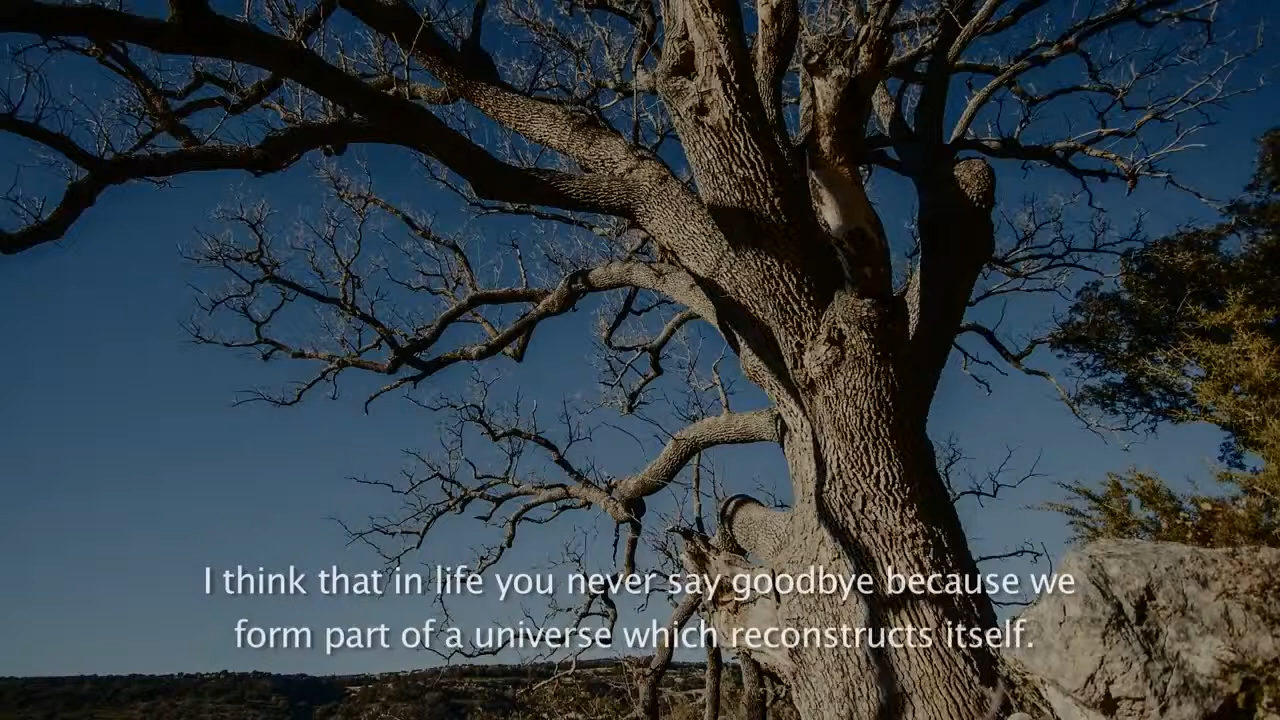 I think that in life you never say goodbye because we
form part of a universe which reconstructs itself.